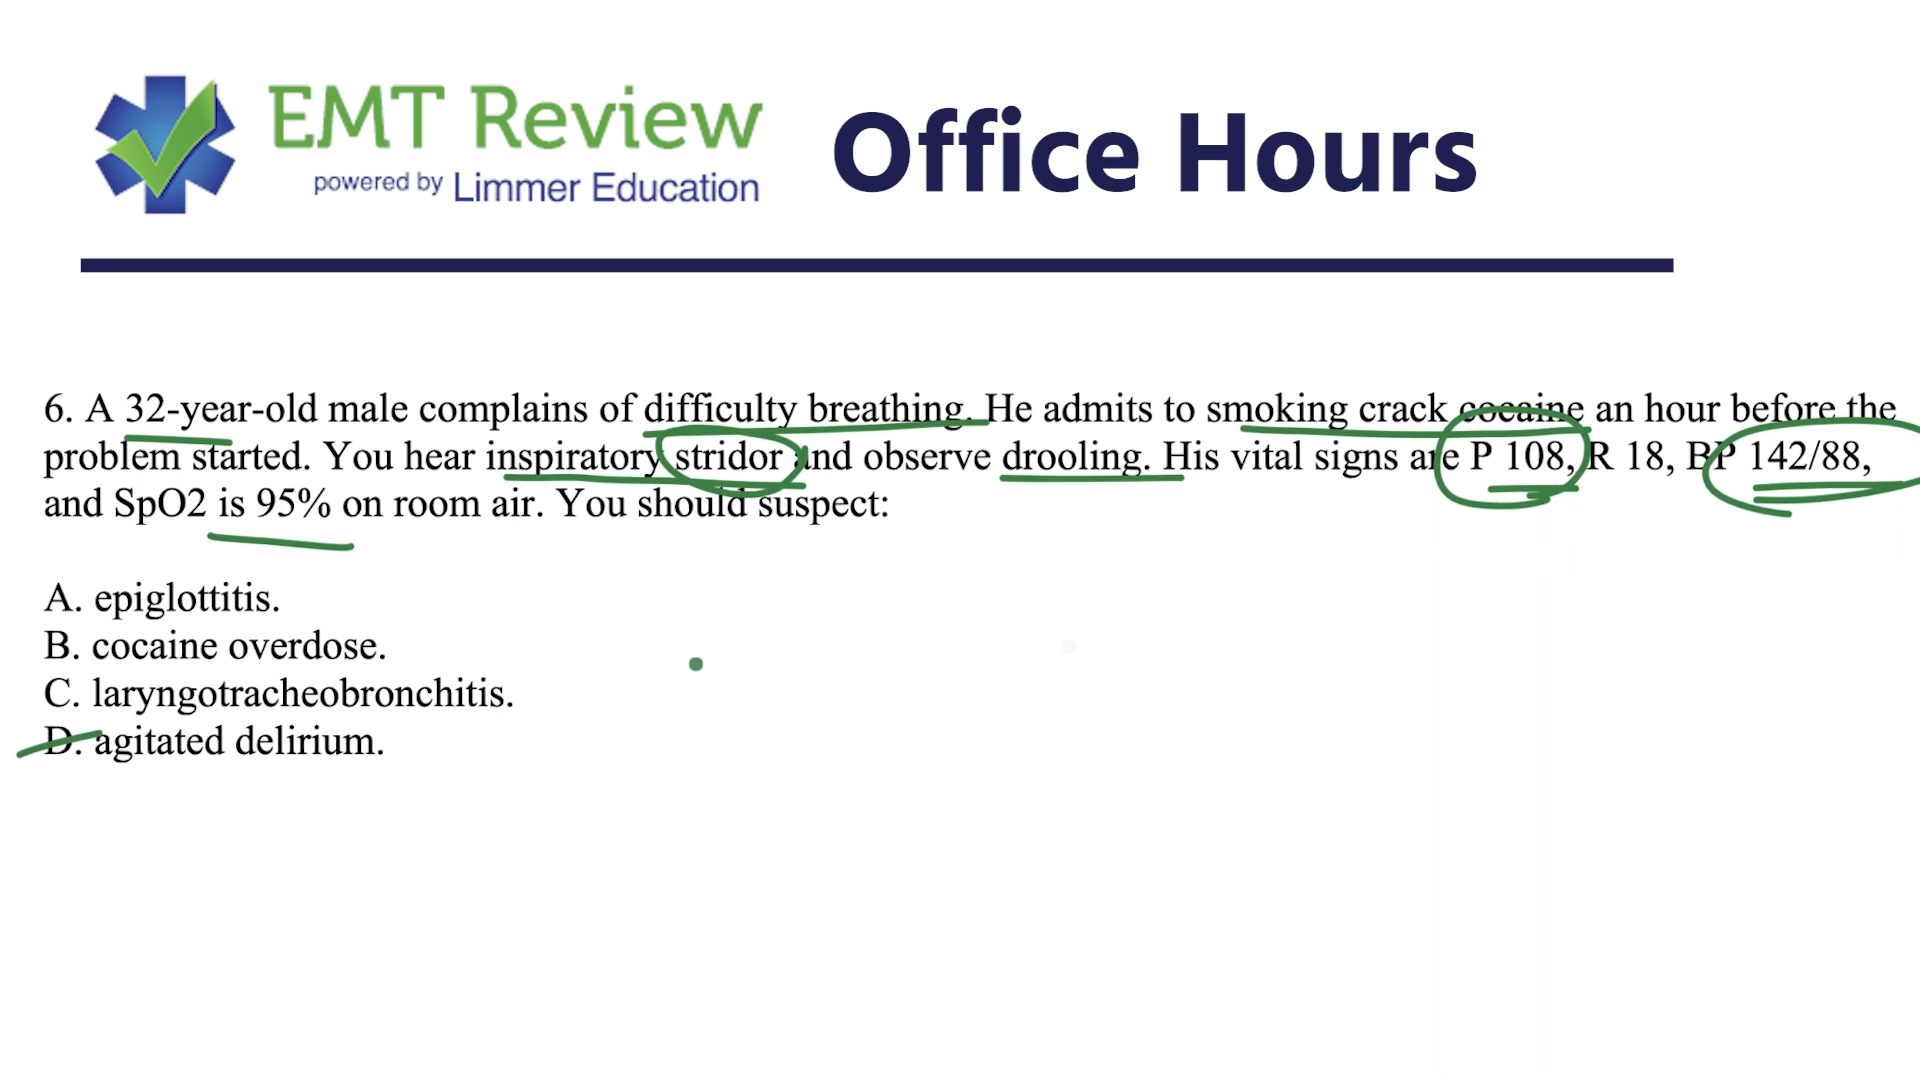 EMT Review
powered by Limmer Education
Office Hours
6. A 32-year-old male complains of difficulty breathing. He admits to smoking crack cocaine an hour before the
problem started. You hear inspiratory stridor and observe drooling. His vital signs are P 108, R 18, BP 142/88,
and SpO2 is 95% on room air. You should suspect:
A. epiglottitis.
B. cocaine overdose.
C. laryngotracheobronchitis.
D. agitated delirium.